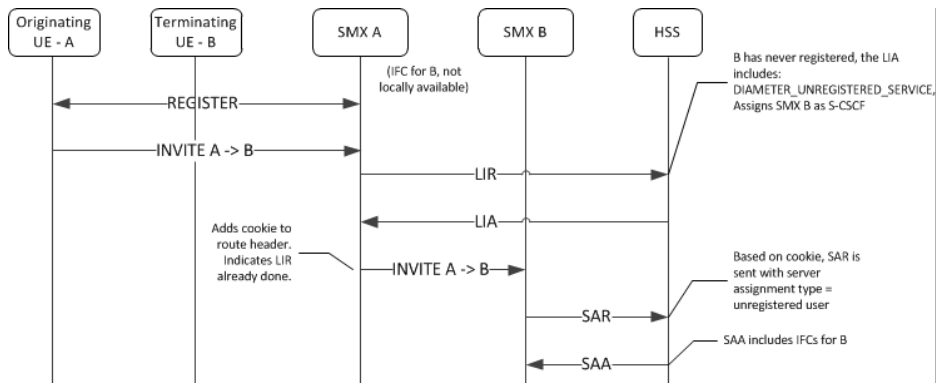 Originating
UE - A
Terminating
UE - B
SMX A
SMX B
HSS
(IFC for B, not
locally available)
B has never registered, the LIA
includes:
DIAMETER_UNREGISTERED_SERVICE,
Assigns SMX B as S-CSCF
REGISTER
INVITE A -> B
LIR
LIA
Adds cookie to
route header.
Indicates LIR
already done.
INVITE A -> B
Based on cookie, SAR is
sent with server
assignment type =
unregistered user
SAR
SAA includes IFCs for B
SAA